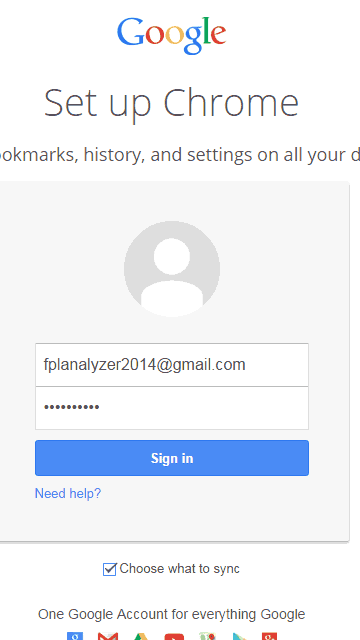 Google
Set up Chrome
ookmarks, history, and settings on all your d
fplanalyzer2014@gmail.com
••••••••••
Sign in
Need help?
Choose what to sync
One Google Account for everything Google